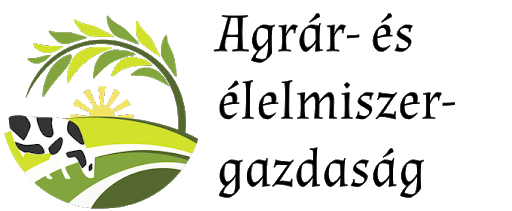 Agrár- és
élelmiszer-
gazdaság